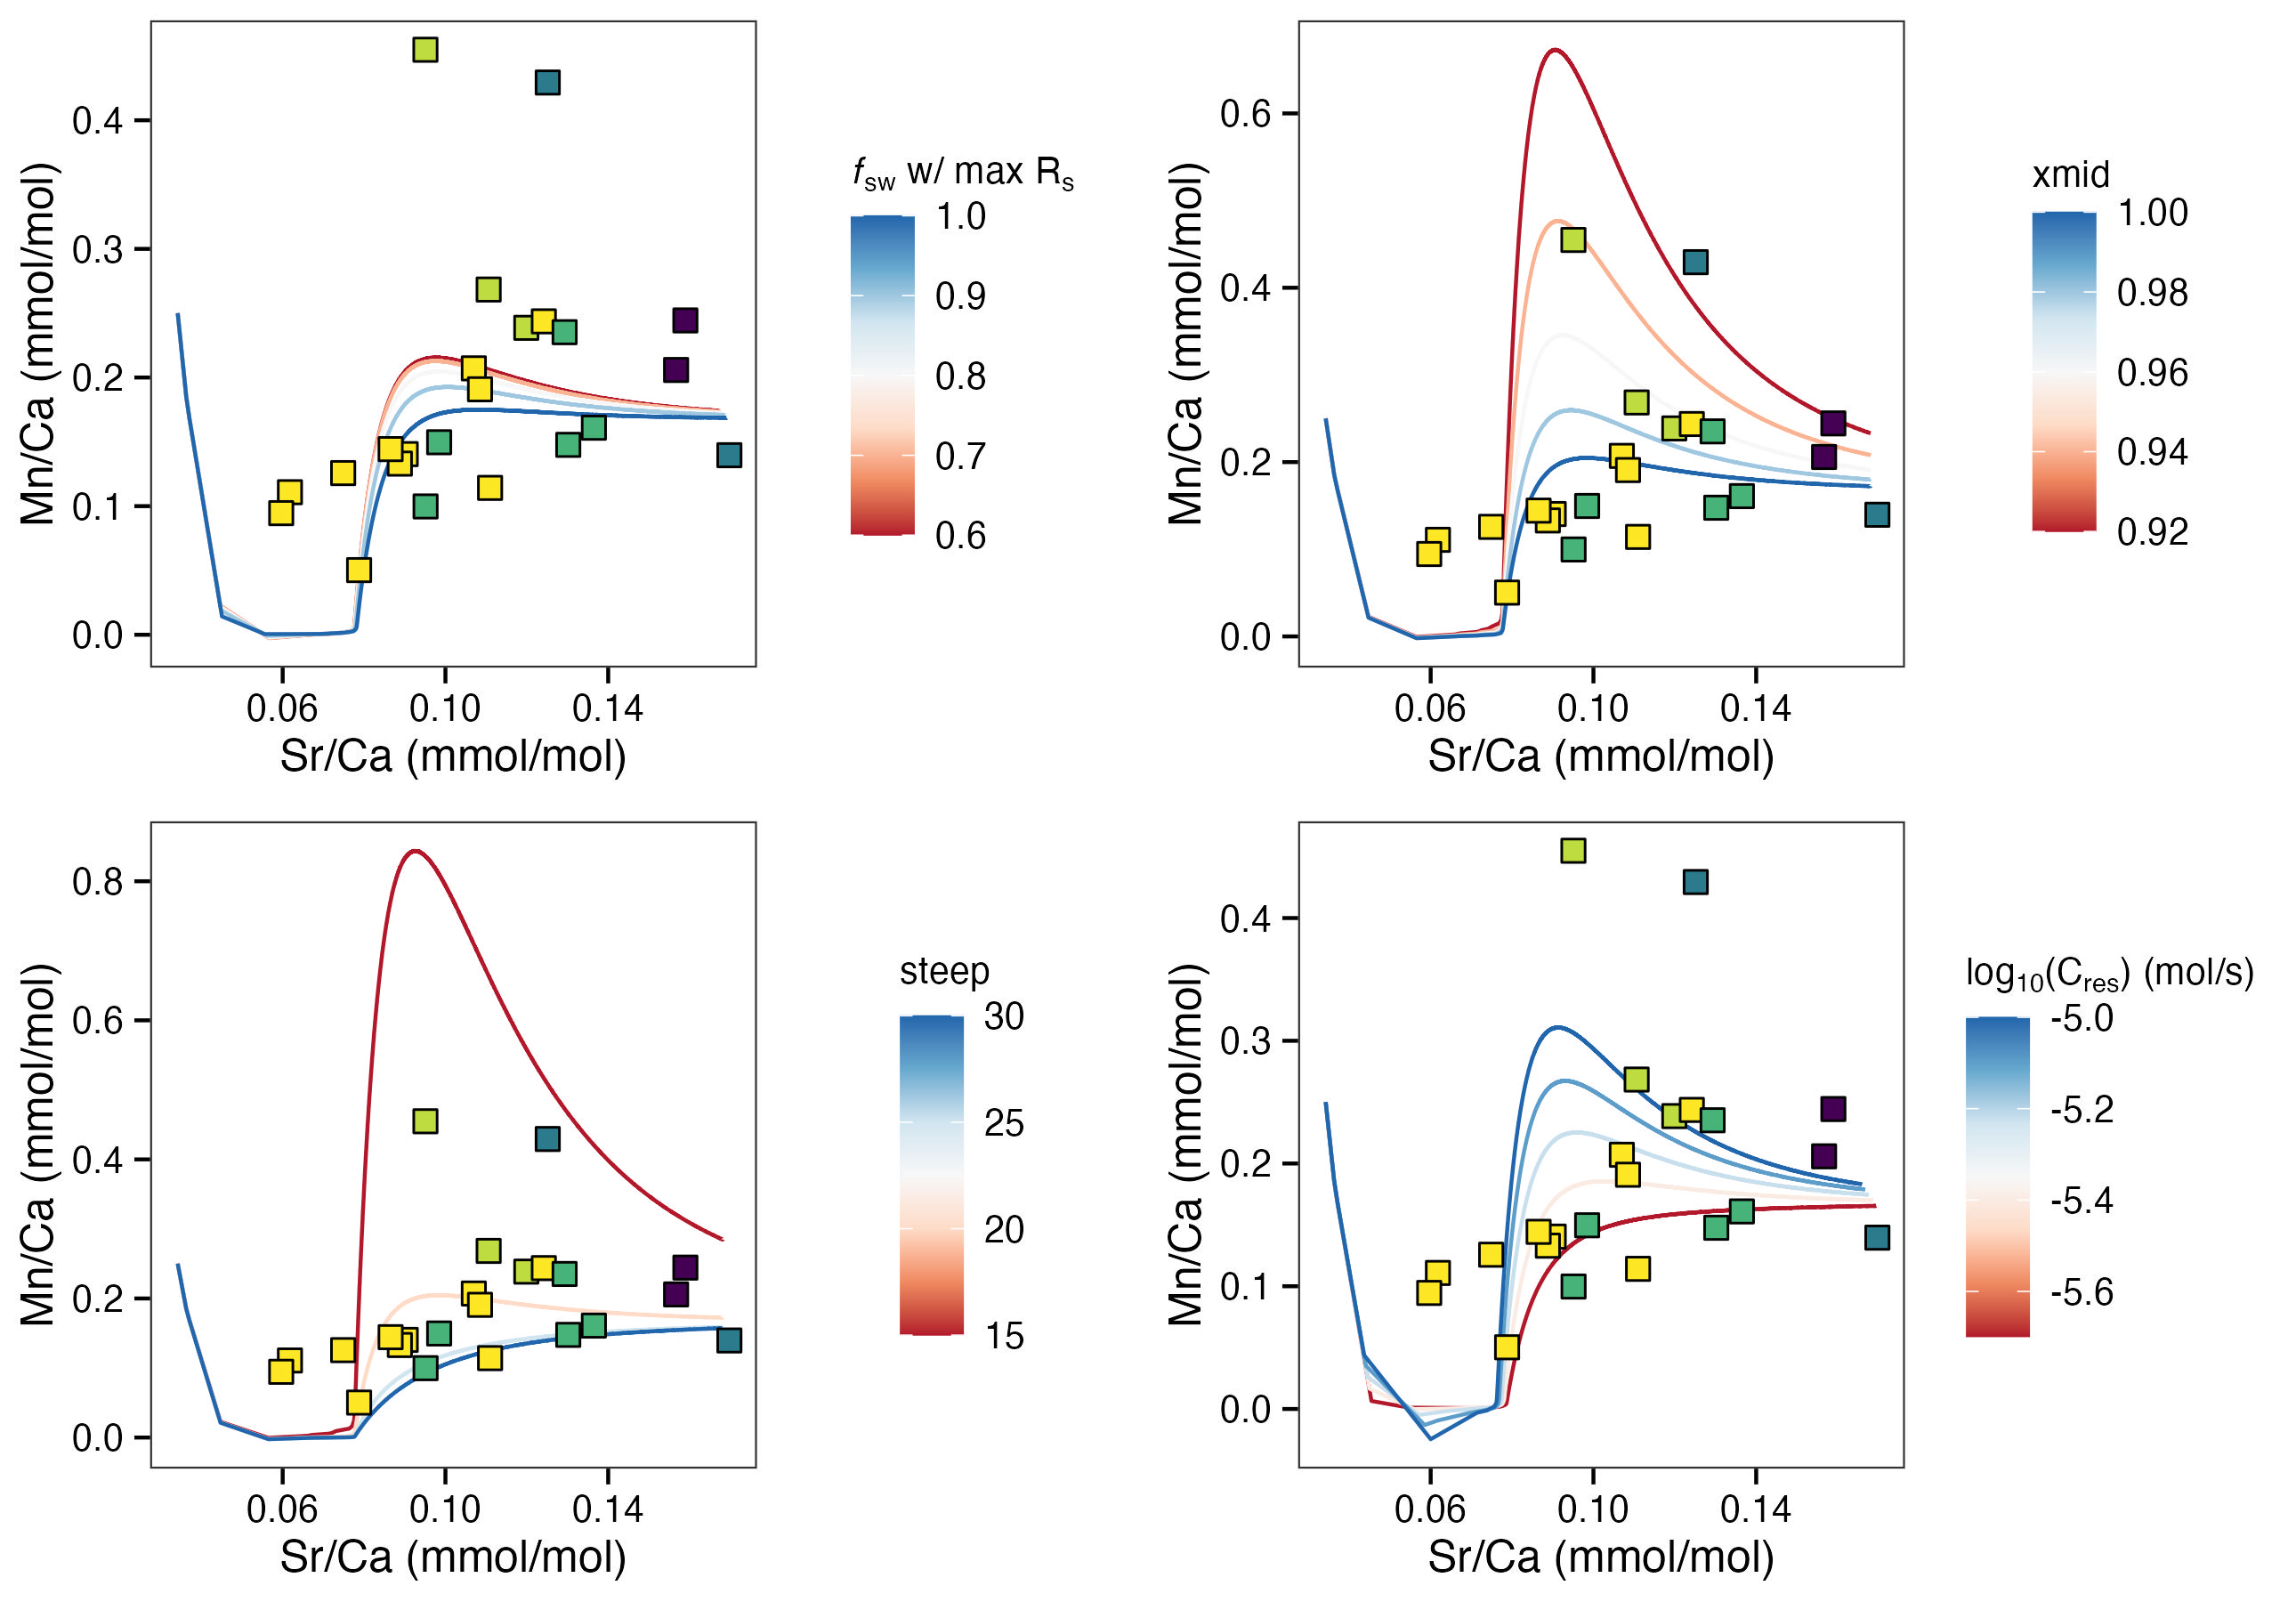 Mn/Ca (mmol/mol)
0.4
0.3
0.2
0.1
0.0
0.06 0.10 0.14
Sr/Ca (mmol/mol)
fsw w/ max Rs
1.0
0.9
0.8
0.7
0.6
Mn/Ca (mmol/mol)
0.6
0.4
0.2
0.0
0.06 0.10 0.14
Sr/Ca (mmol/mol)
xmid
1.00
0.98
0.96
0.94
0.92
Mn/Ca (mmol/mol)
0.8
0.6
0.4
0.2
0.0
0.06 0.10 0.14
Sr/Ca (mmol/mol)
steep
30
25
20
15
Mn/Ca (mmol/mol)
0.4
0.3
0.2
0.1
0.0
0.06 0.10 0.14
Sr/Ca (mmol/mol)
log10(Cres) (mol/s)
-5.0
-5.2
-5.4
-5.6